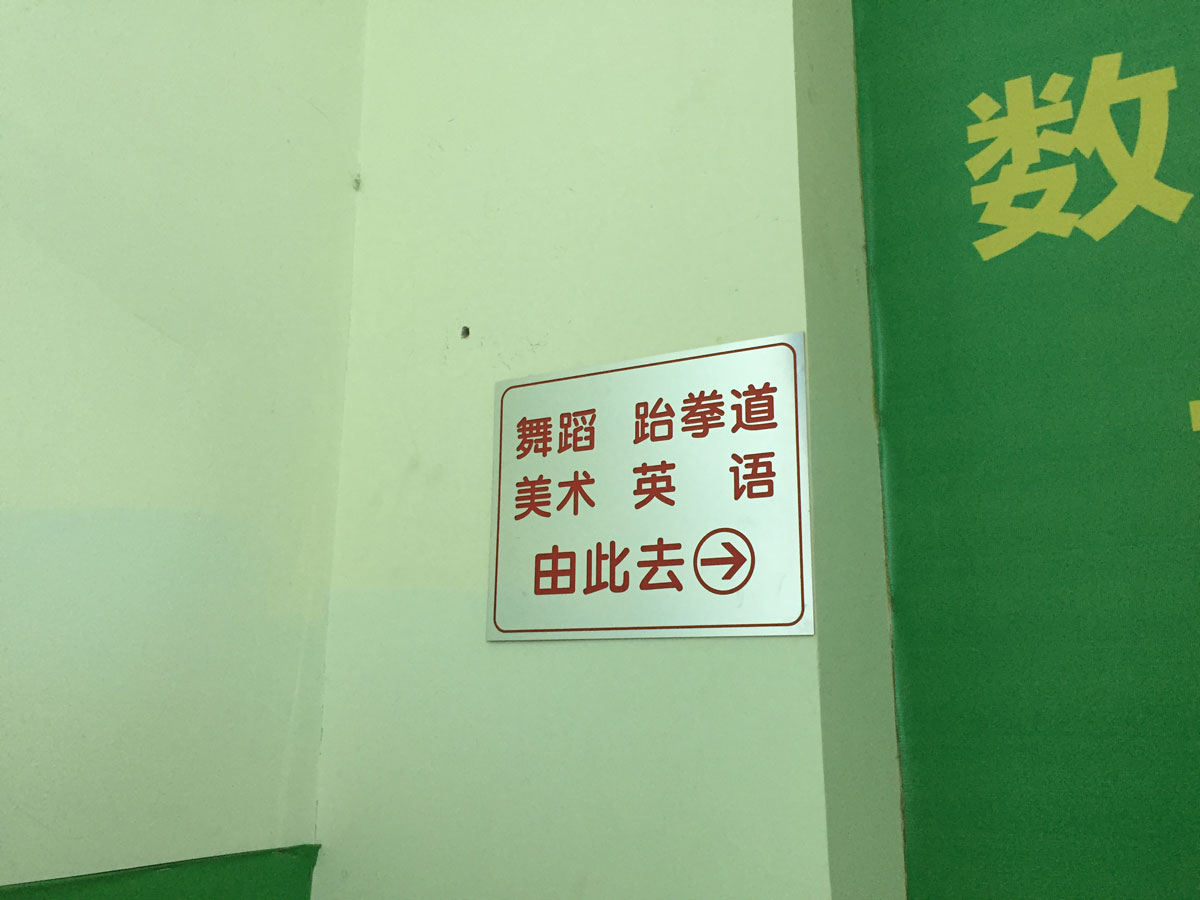 舞蹈 跆拳道
美术 英 语
由此去→
数